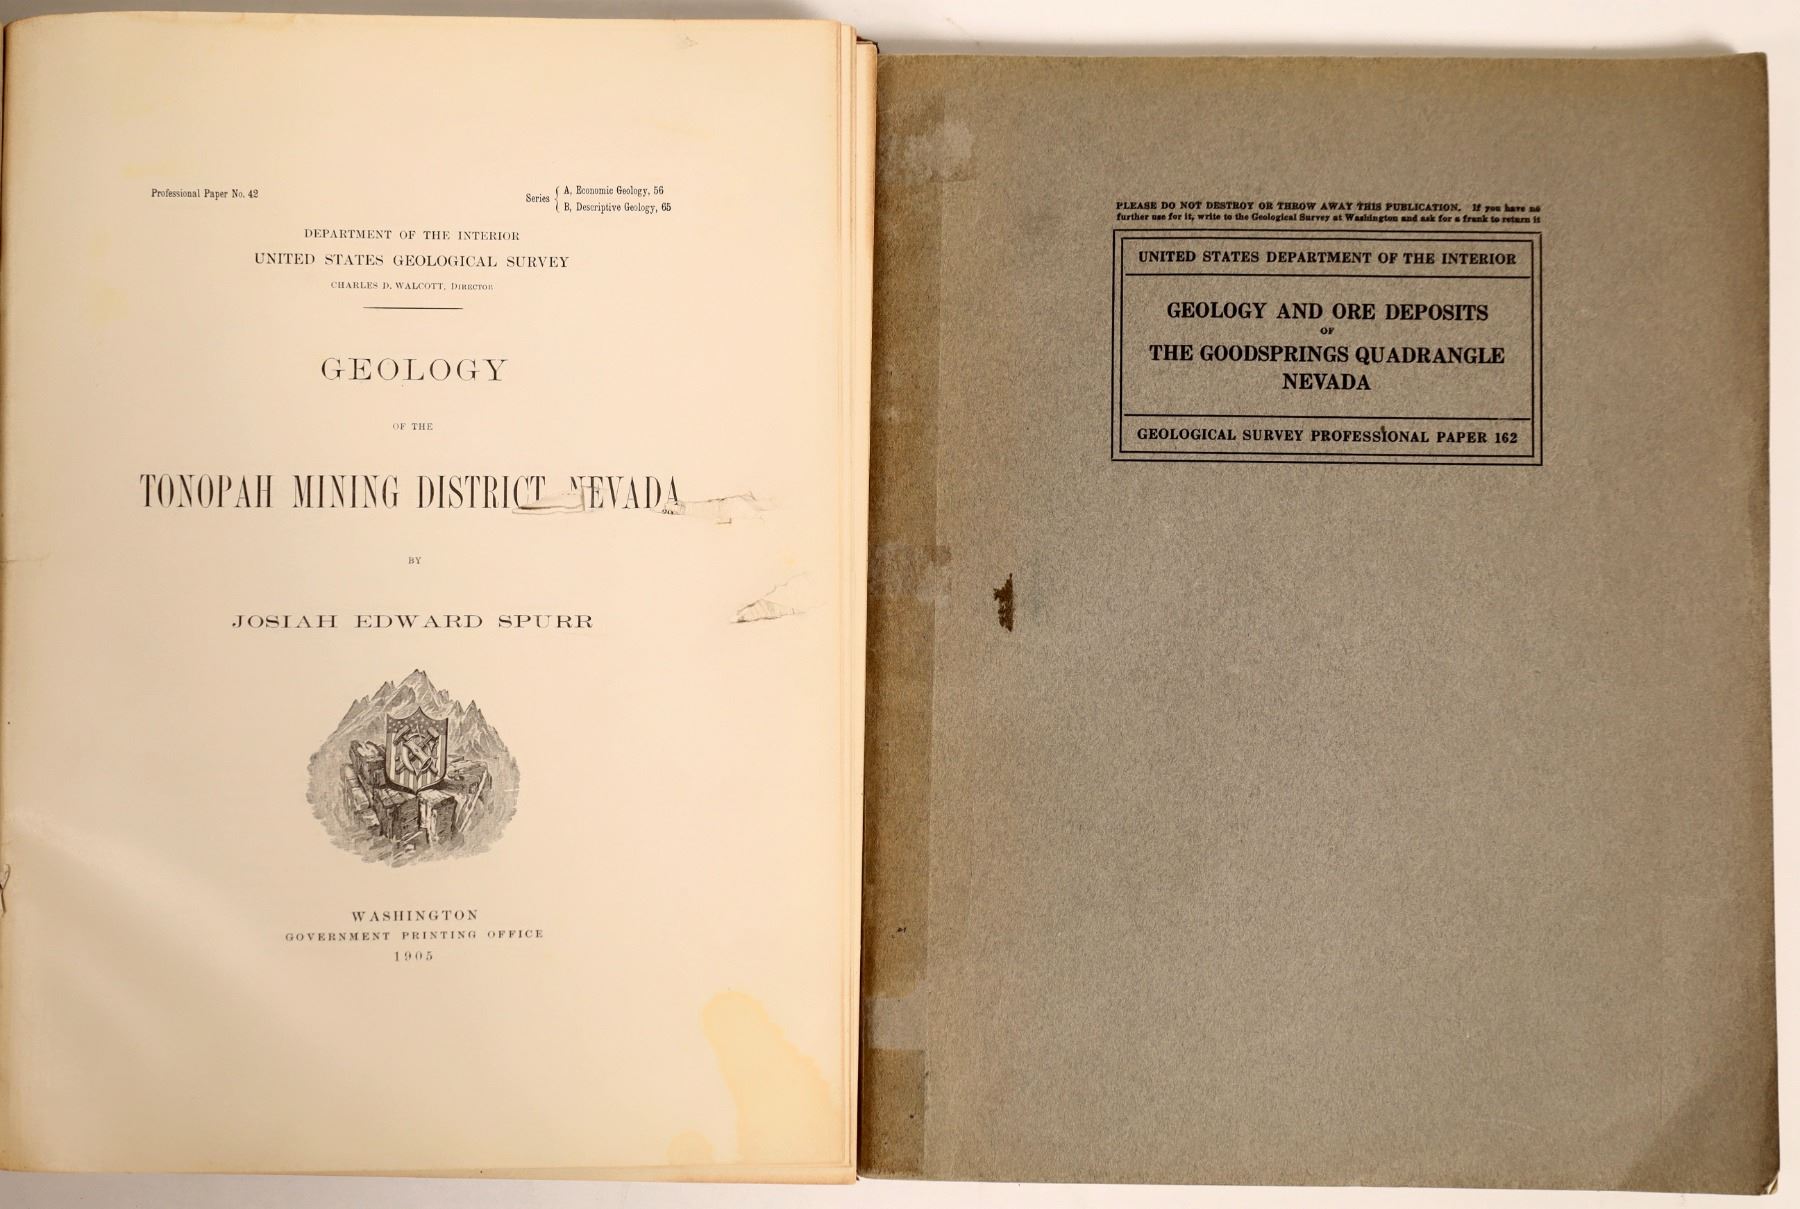 Professional Paper No. 42
Series { A, Economic Geology, 56
B, Descriptive Geology, 65
DEPARTMENT OF THE INTERIOR
UNITED STATES GEOLOGICAL SURVEY
CHARLES D. WALCOTT, DIRECTOR
GEOLOGY
OF THE
TONOPAH MINING DISTRICT, NEVADA
BY
JOSIAH EDWARD SPURR
WASHINGTON
GOVERNMENT PRINTING OFFICE
1905
PLEASE DO NOT DESTROY OR THROW AWAY THIS PUBLICATION. If you have no
further use for it, write to the Geological Survey at Washington and ask for a frank to return it
UNITED STATES DEPARTMENT OF THE INTERIOR
GEOLOGY AND ORE DEPOSITS
OF
THE GOODSPRINGS QUADRANGLE
NEVADA
GEOLOGICAL SURVEY PROFESSIONAL PAPER 162